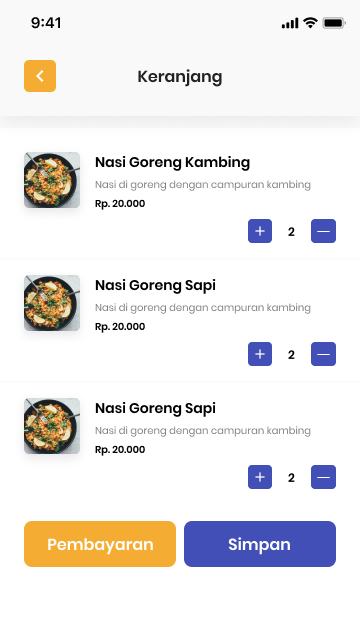 9:41
Keranjang
Nasi Goreng Kambing
Nasi di goreng dengan campuran kambing
Rp. 20.000
2
Nasi Goreng Sapi
Nasi di goreng dengan campuran kambing
Rp. 20.000
2
Nasi Goreng Sapi
Nasi di goreng dengan campuran kambing
Rp. 20.000
2
Pembayaran Simpan